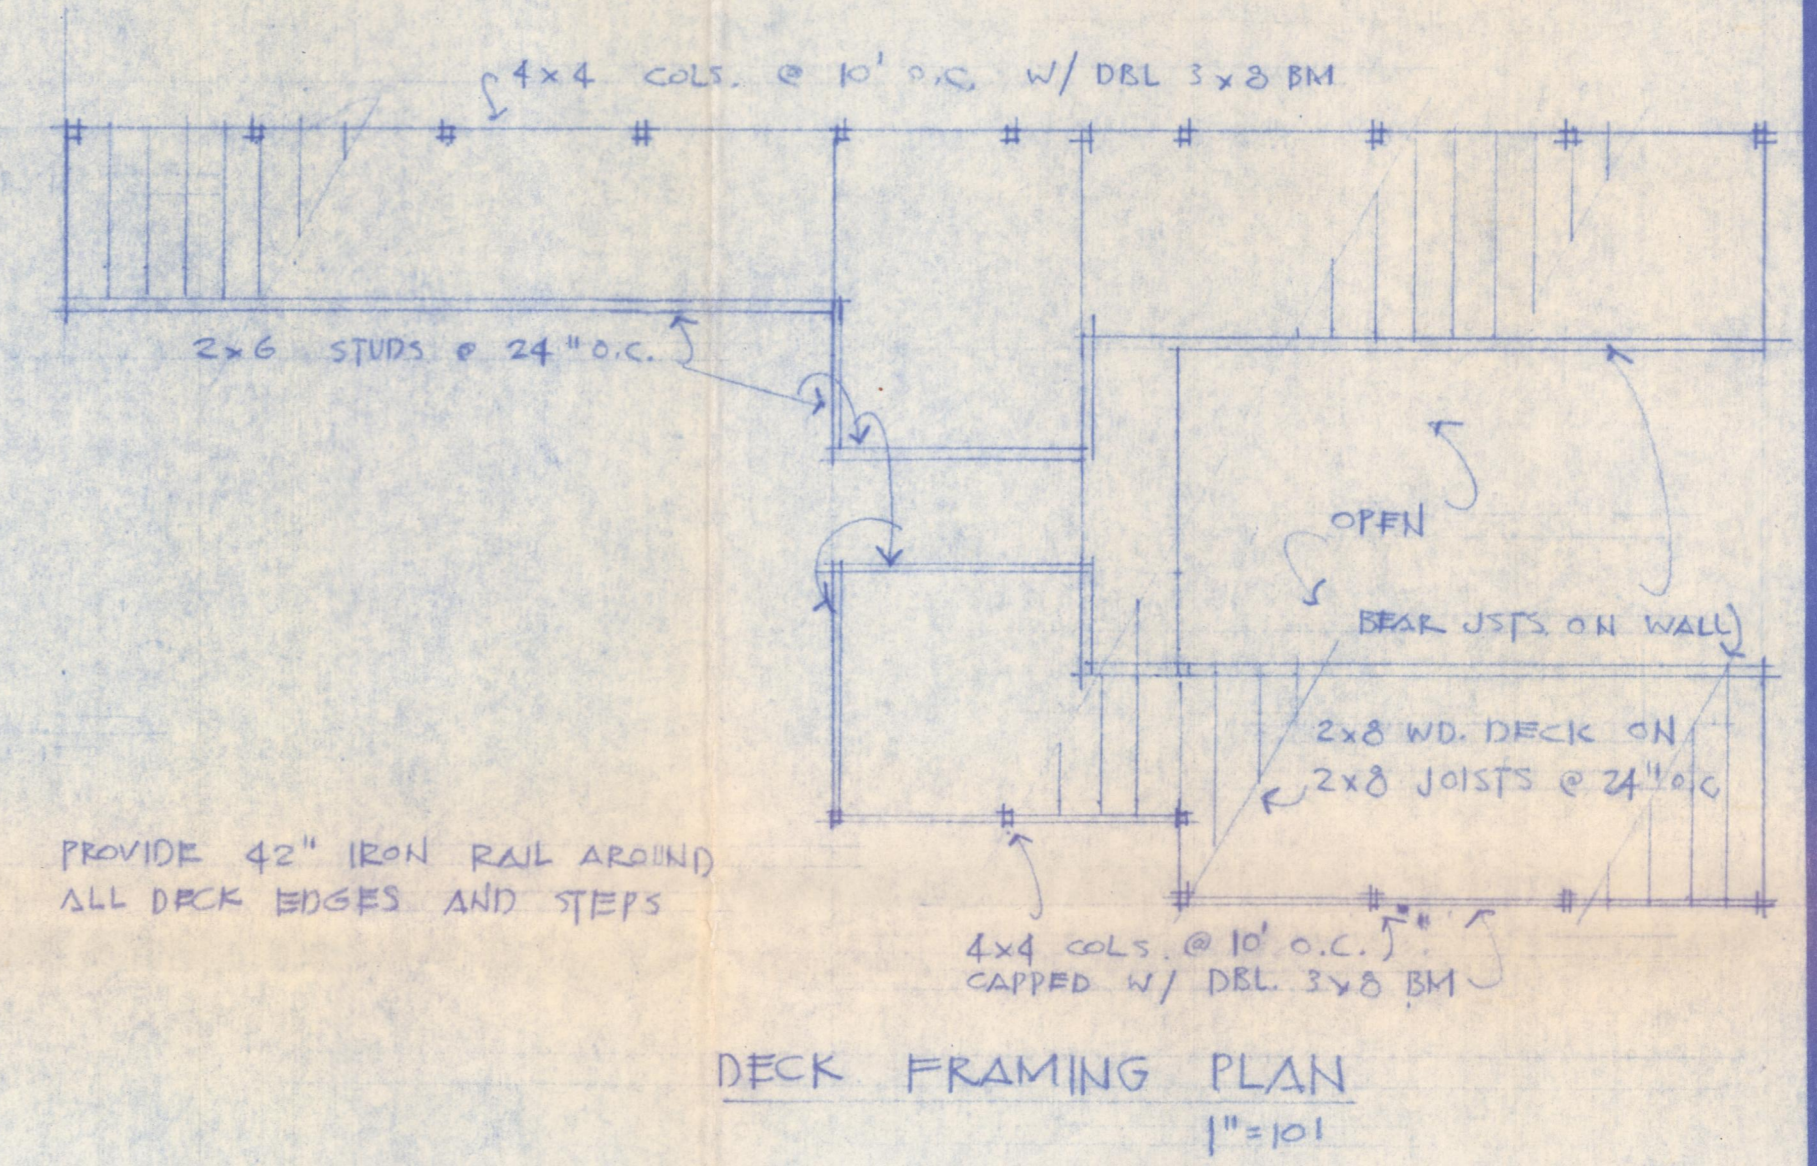 4x4 COLS. @ 10' O.C. W/ DBL 3x8 BM
2x6 STUDS @ 24" O.C.
OPEN
BEAR JSTS. ON WALL
2x8 WD. DECK ON
2x8 JOISTS @ 24" O.C
PROVIDE 42" IRON RAIL AROUND
ALL DECK EDGES AND STEPS
4x4 COLS. @ 10' O.C.
CAPPED W/ DBL. 3x8 BM
DECK FRAMING PLAN
1"=10'